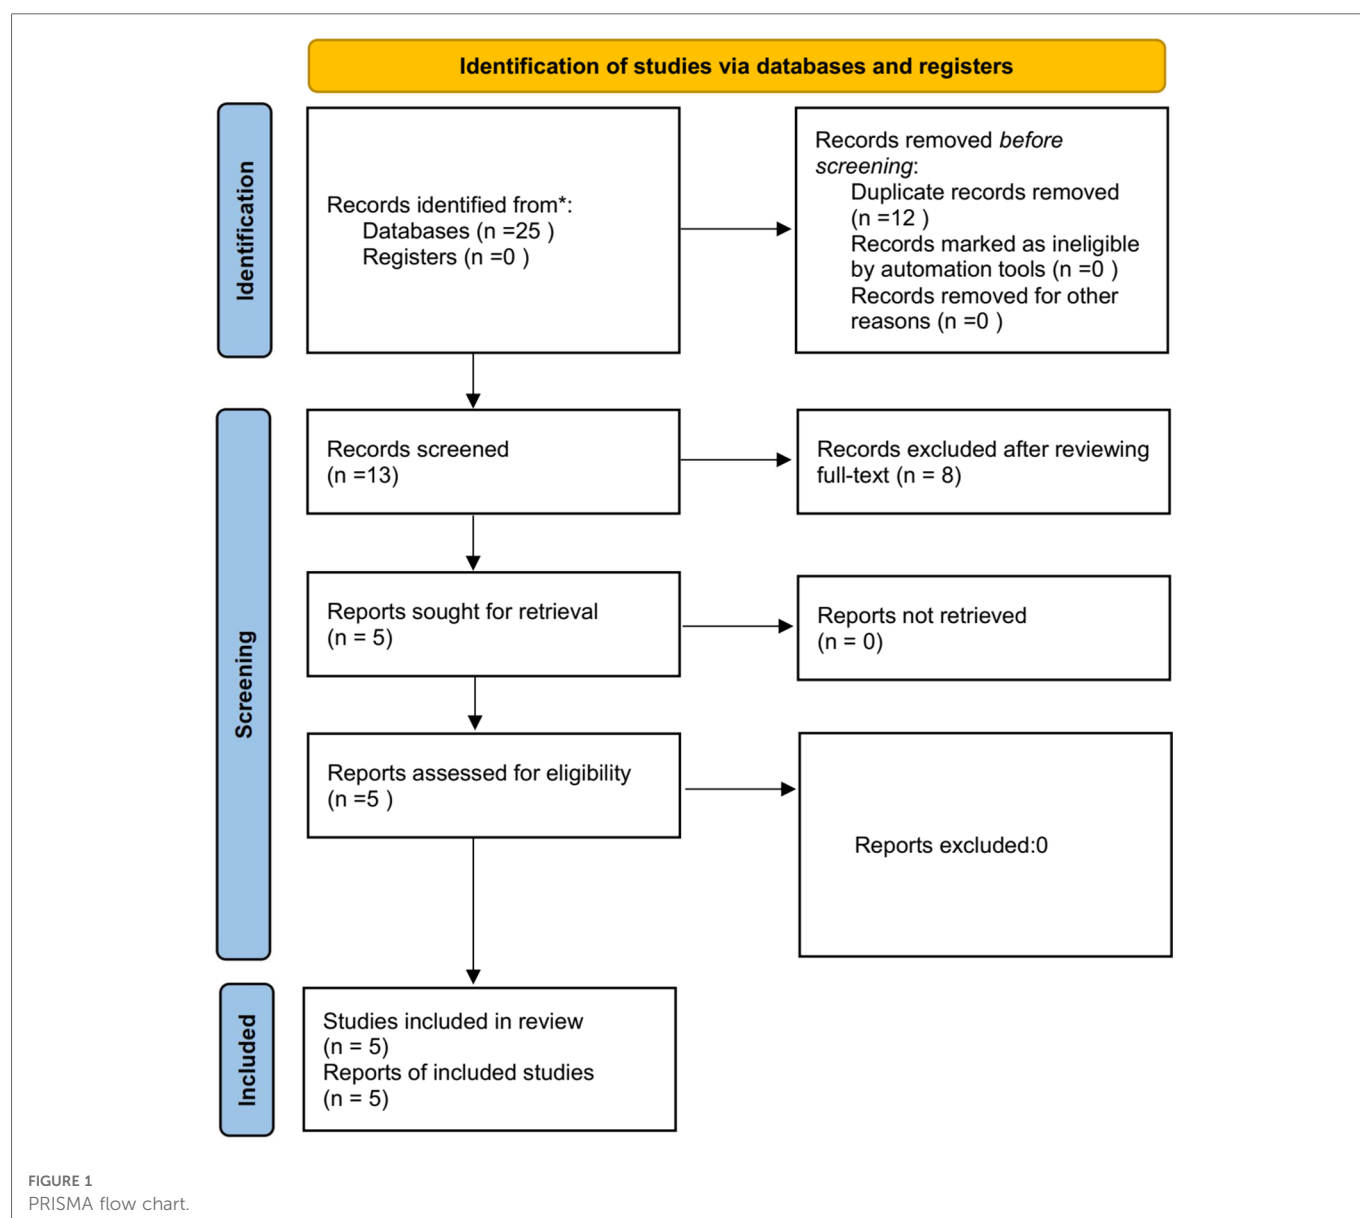 Identification of studies via databases and registers
Identification
Records identified from*:
Databases (n =25 )
Registers (n =0 )
Records removed before
screening:
Duplicate records removed
(n =12 )
Records marked as ineligible
by automation tools (n =0 )
Records removed for other
reasons (n =0 )
Screening
Records screened
(n =13)
Records excluded after reviewing
full-text (n = 8)
Reports sought for retrieval
(n = 5)
Reports not retrieved
(n = 0)
Reports assessed for eligibility
(n =5 )
Reports excluded:0
Included
Studies included in review
(n = 5)
Reports of included studies
(n = 5)
FIGURE 1
PRISMA flow chart.